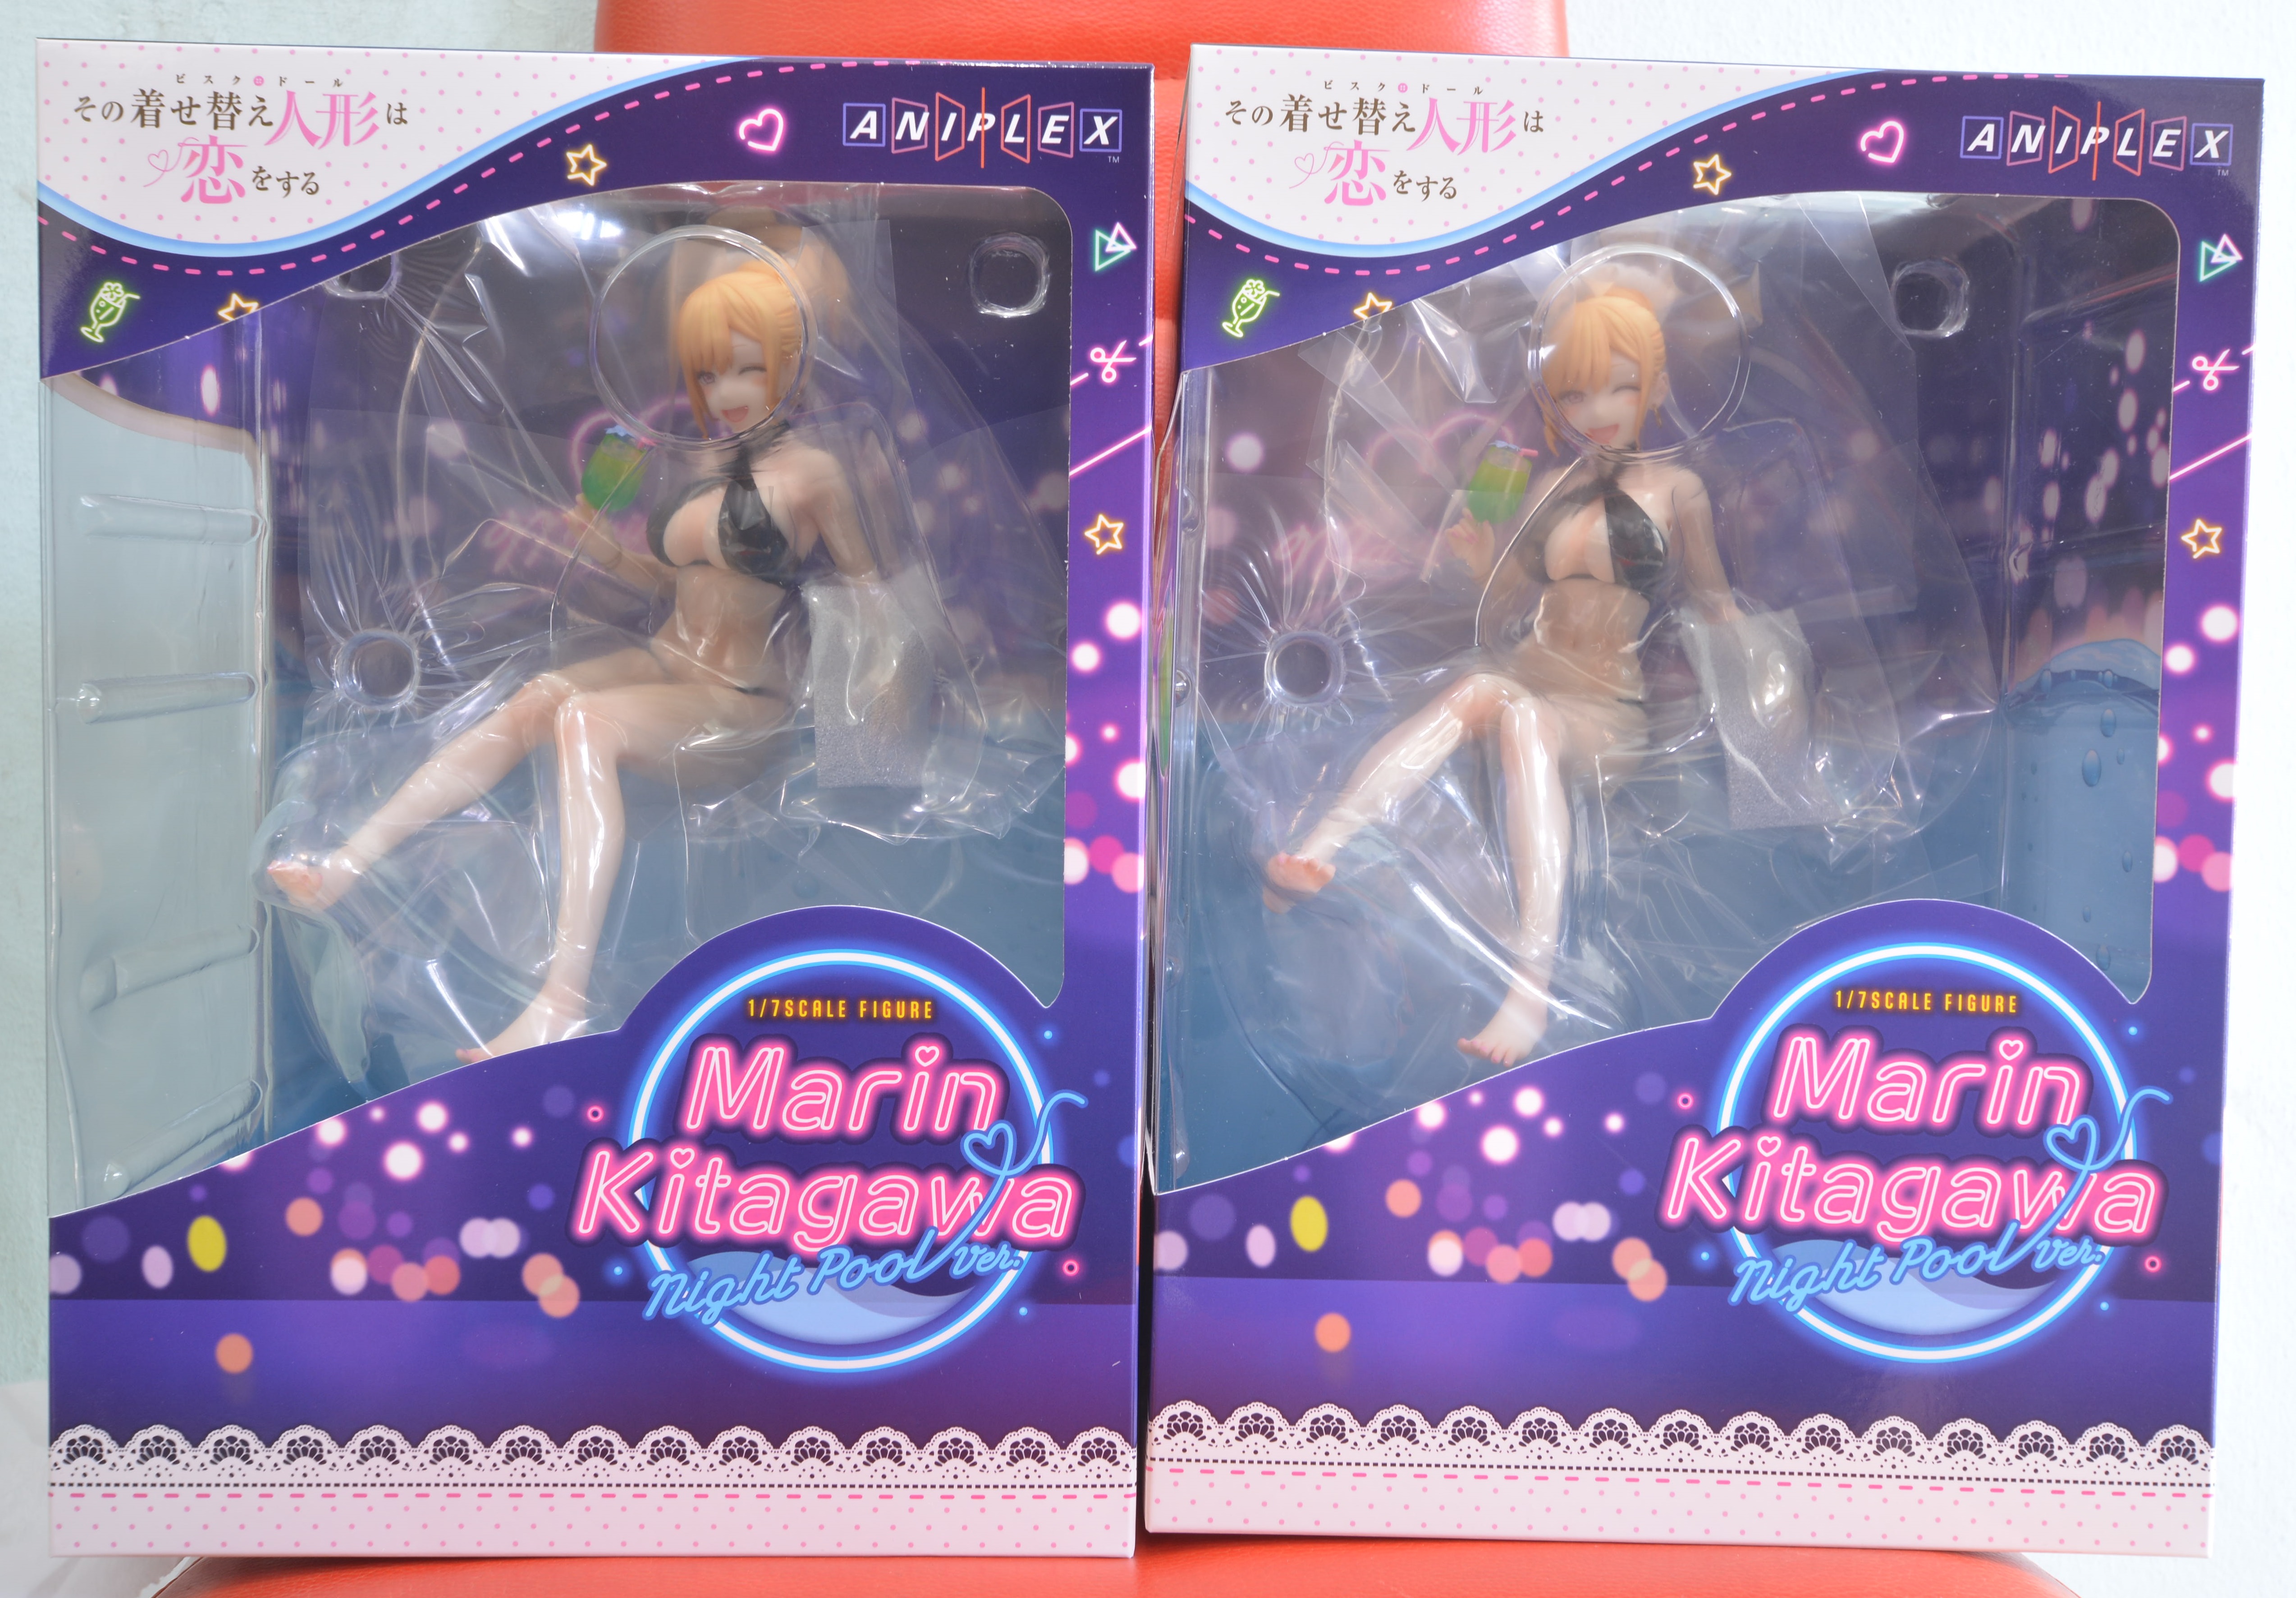 ビスク・ドール
その着せ替え人形は
恋をする
ANIPLEX
TM
1/7SCALE FIGURE
Marin
Kitagawa
Night Pool ver.
ビスク・ドール
その着せ替え人形は
恋をする
ANIPLEX
TM
1/7SCALE FIGURE
Marin
Kitagawa
Night Pool ver.